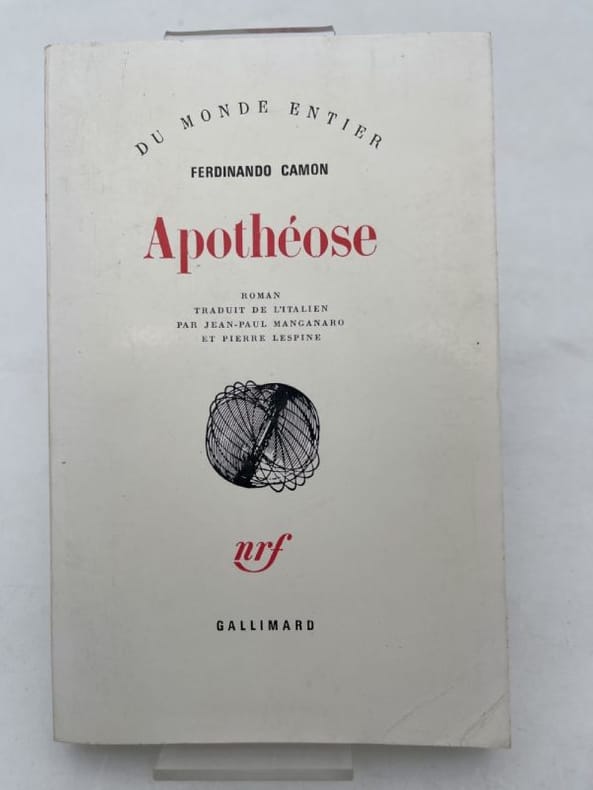 DU MONDE ENTIER
FERDINANDO CAMON
Apothéose
ROMAN
TRADUIT DE L'ITALIEN
PAR JEAN-PAUL MANGANARO
ET PIERRE LESPINE
nrf
GALLIMARD